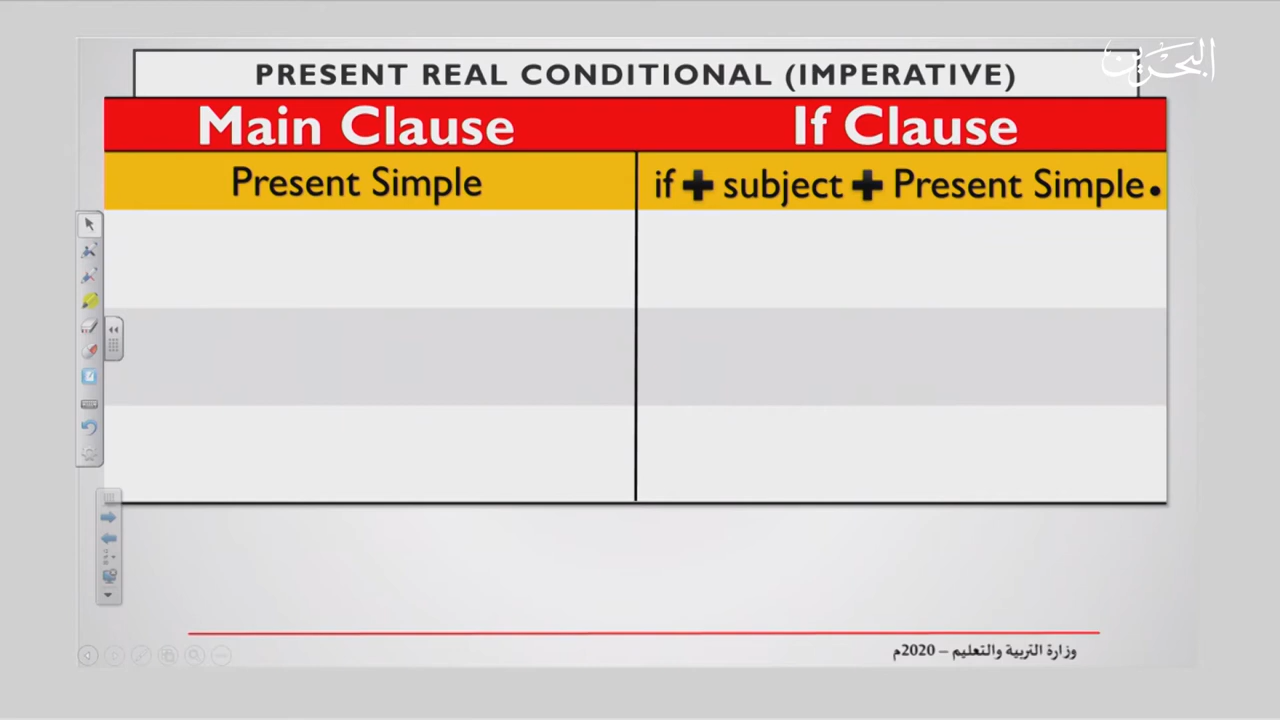 البحرين
PRESENT REAL CONDITIONAL (IMPERATIVE)
Main Clause
If Clause
Present Simple
if + subject + Present Simple.
وزارة التربية والتعليم – 2020م